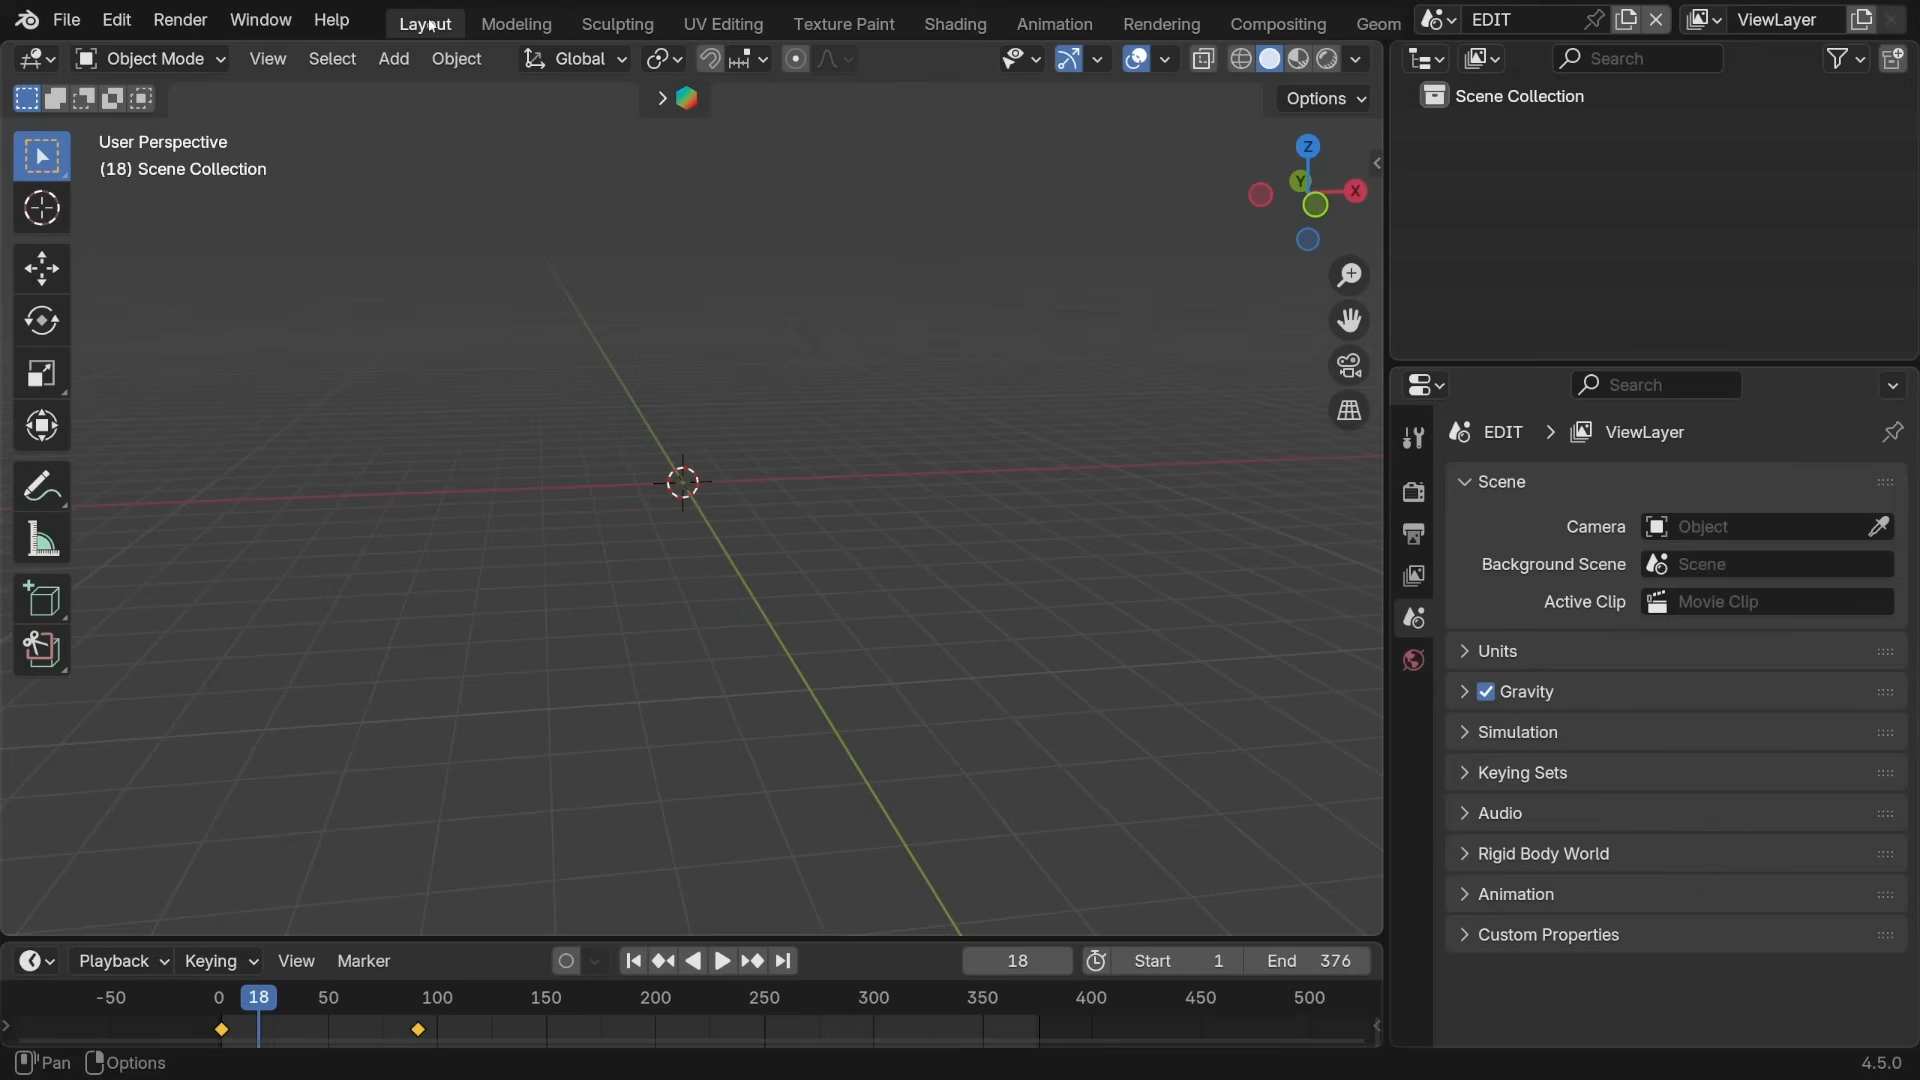 File Edit Render Window Help Layout Modeling Sculpting UV Editing Texture Paint Shading Animation Rendering Compositing Geom EDIT ViewLayer
Object Mode View Select Add Object Global Search
Options
Scene Collection
User Perspective
(18) Scene Collection
Z
Y
X
Search
EDIT > ViewLayer
Scene
Camera Object
Background Scene Scene
Active Clip Movie Clip
Units
Gravity
Simulation
Keying Sets
Audio
Rigid Body World
Animation
Custom Properties
Playback Keying View Marker 18 Start 1 End 376
-50 0 18 50 100 150 200 250 300 350 400 450 500
Pan Options 4.5.0